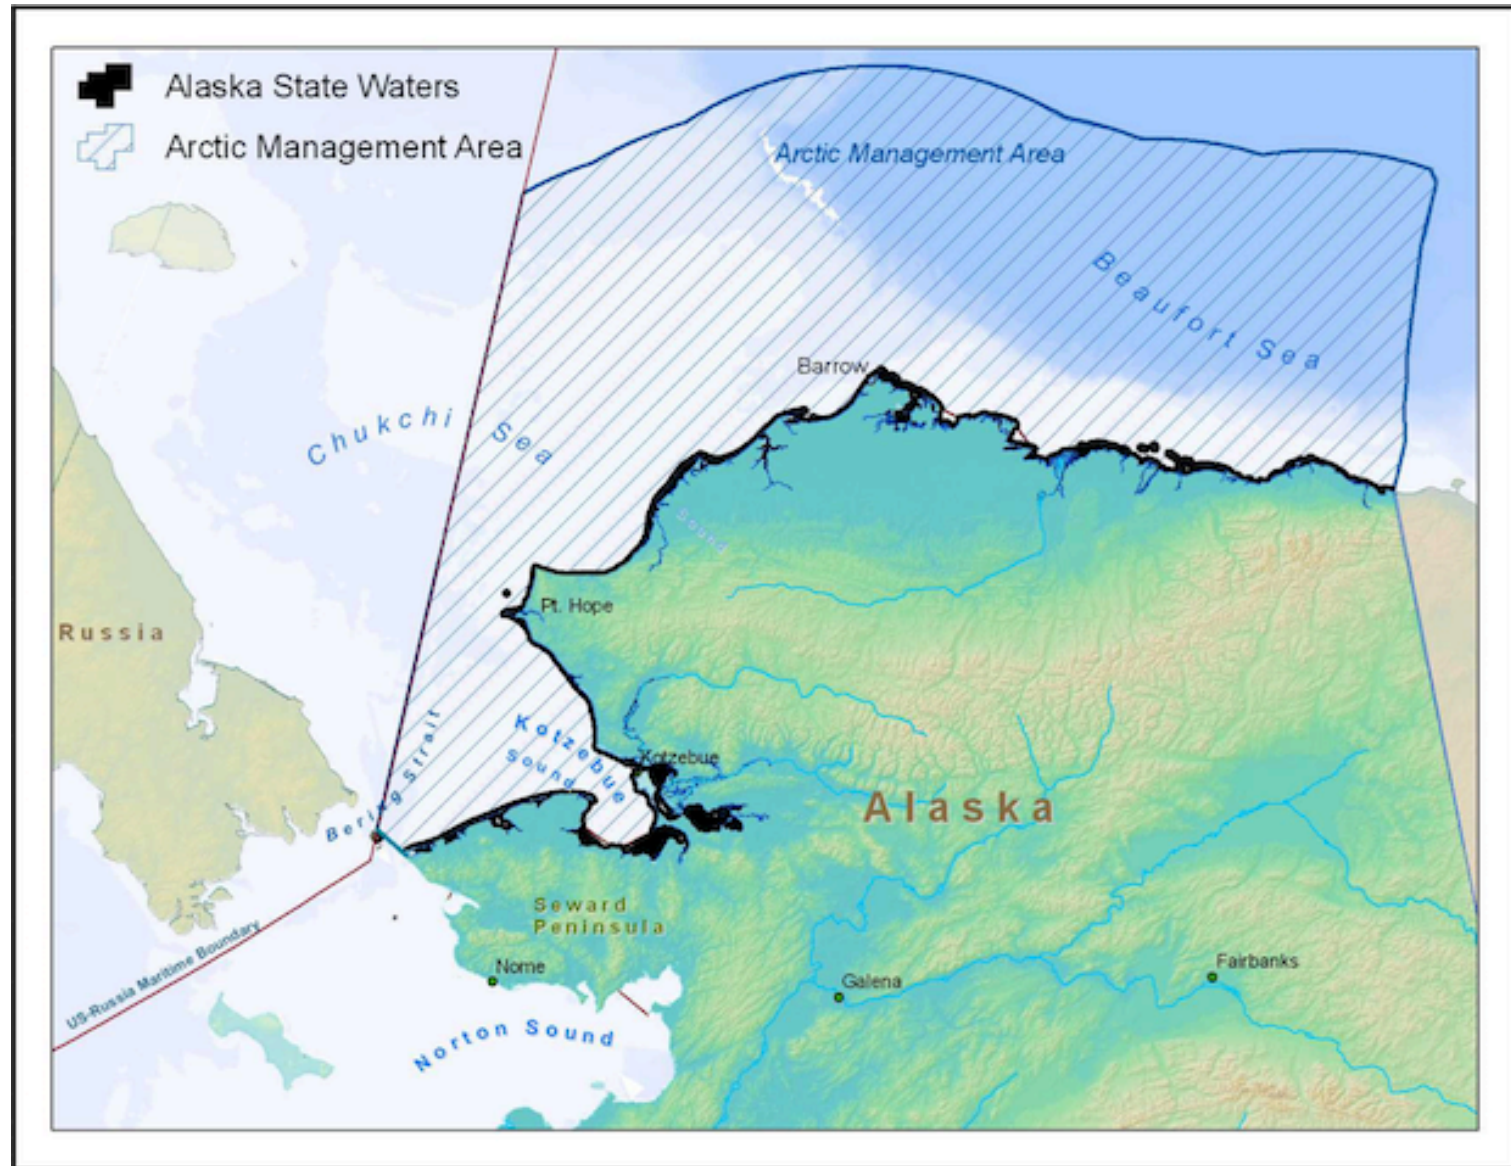 Alaska State Waters
Arctic Management Area
Arctic Management Area
Beaufort Sea
Barrow
Chukchi Sea
Sound
Pt. Hope
Russia
Bering Strait
Kotzebue
Sound
Kotzebue
Alaska
Seward
Peninsula
US-Russia Maritime Boundary
Nome
Galena
Fairbanks
Norton Sound